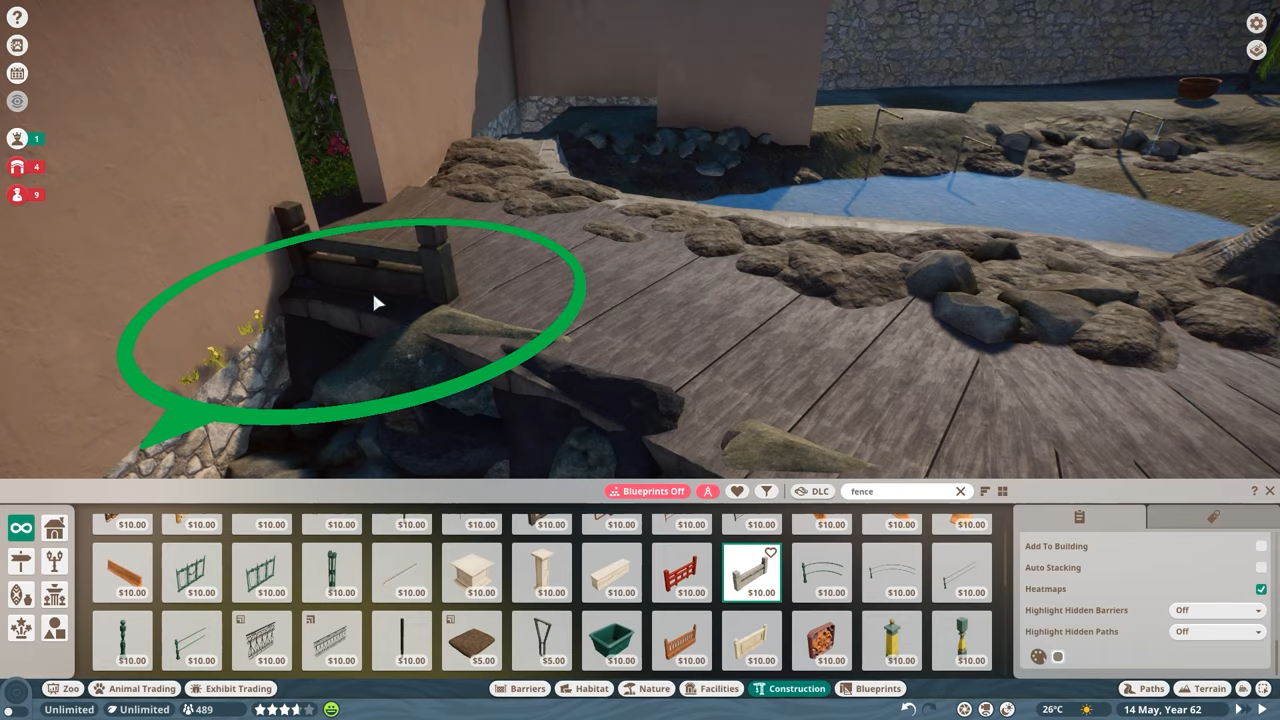 ?
1
4
9
Blueprints Off
DLC
fence
?
$10.00 $10.00 $10.00 $10.00 $10.00 $10.00 $10.00 $10.00 $10.00 $10.00 $10.00 $10.00 $10.00
$10.00 $10.00 $10.00 $10.00 $10.00 $10.00 $10.00 $10.00 $10.00 $10.00 $10.00 $10.00 $10.00
$10.00 $10.00 $10.00 $10.00 $10.00 $5.00 $5.00 $10.00 $10.00 $10.00 $10.00 $10.00 $10.00
Add To Building
Auto Stacking
Heatmaps
Highlight Hidden Barriers Off
Highlight Hidden Paths Off
Zoo Animal Trading Exhibit Trading Barriers Habitat Nature Facilities Construction Blueprints Paths Terrain
Unlimited Unlimited 489 26°C 14 May, Year 62